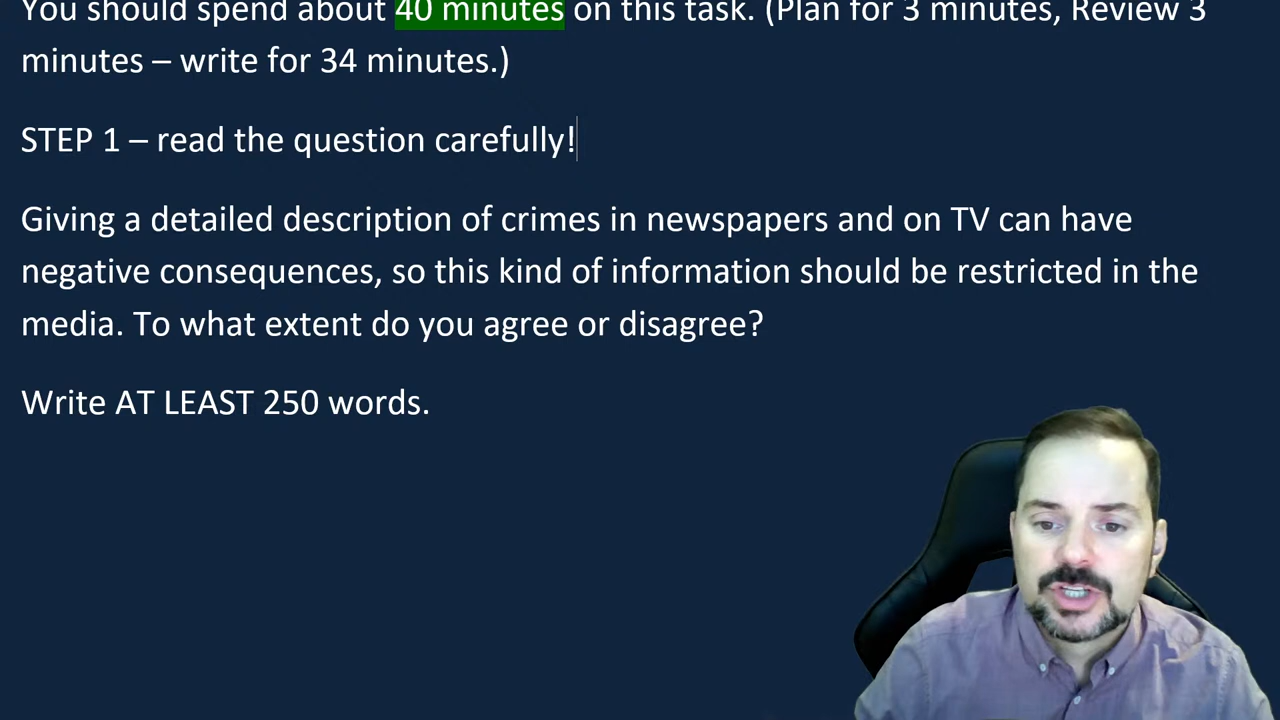 You should spend about 40 minutes on this task. (Plan for 3 minutes, Review 3
minutes – write for 34 minutes.)
STEP 1 – read the question carefully!
Giving a detailed description of crimes in newspapers and on TV can have
negative consequences, so this kind of information should be restricted in the
media. To what extent do you agree or disagree?
Write AT LEAST 250 words.